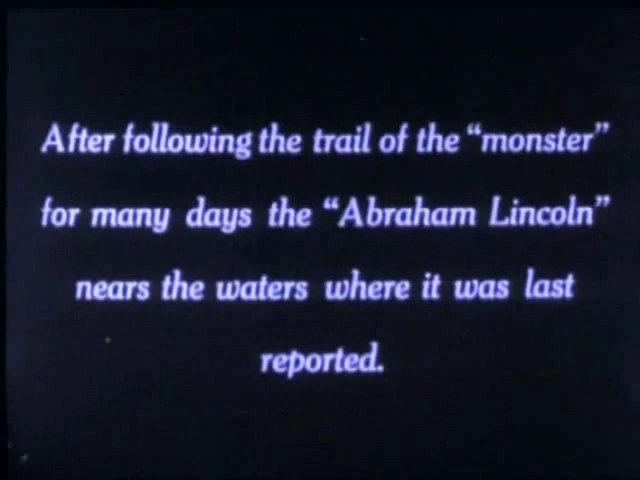 After following the trail of the “monster”
for many days the “Abraham Lincoln”
nears the waters where it was last
reported.